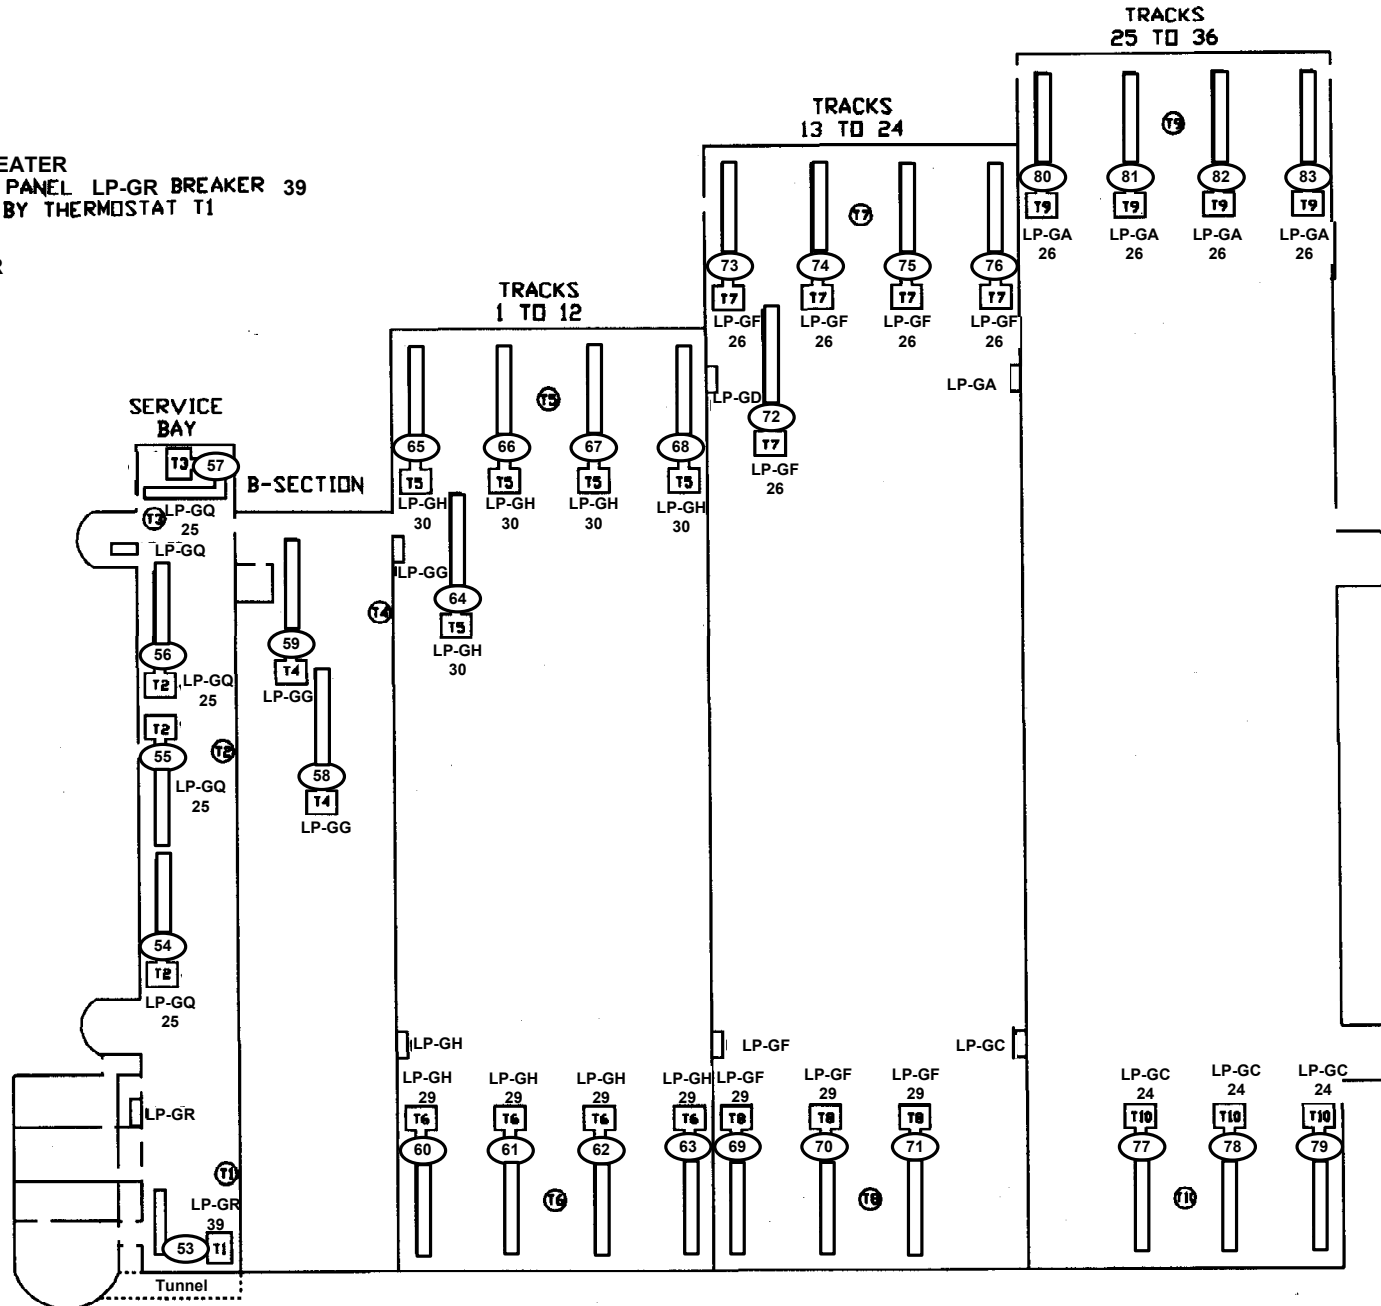 TRACKS
25 TO 36
TRACKS
13 TO 24
T9
EATER
PANEL LP-GR BREAKER 39
BY THERMOSTAT T1
R
80
81
82
83
T9
T9
T9
T9
LP-GA
26
LP-GA
26
LP-GA
26
LP-GA
26
T7
73
74
75
76
T7
T7
T7
T7
LP-GF
26
LP-GF
26
LP-GF
26
LP-GF
26
TRACKS
1 TO 12
LP-GD
LP-GA
72
T7
LP-GF
26
T5
SERVICE
BAY
65
66
67
68
T5
T5
T5
T5
LP-GH
30
LP-GH
30
LP-GH
30
LP-GH
30
T3
57
B-SECTION
LP-GQ
25
T3
LP-GQ
LP-GG
64
T5
LP-GH
30
T4
59
T4
LP-GG
56
T2
LP-GQ
25
T2
55
T2
LP-GQ
25
58
T4
LP-GG
54
T2
LP-GQ
25
LP-GH
LP-GF
LP-GC
LP-GH
29
LP-GH
29
LP-GH
29
LP-GH
29
LP-GF
29
LP-GF
29
LP-GF
29
LP-GC
24
LP-GC
24
LP-GC
24
LP-GR
T6
T6
T6
T6
T8
T8
T8
T10
T10
T10
60
61
62
63
69
70
71
77
78
79
T1
T6
T8
T10
LP-GR
39
53
T1
Tunnel